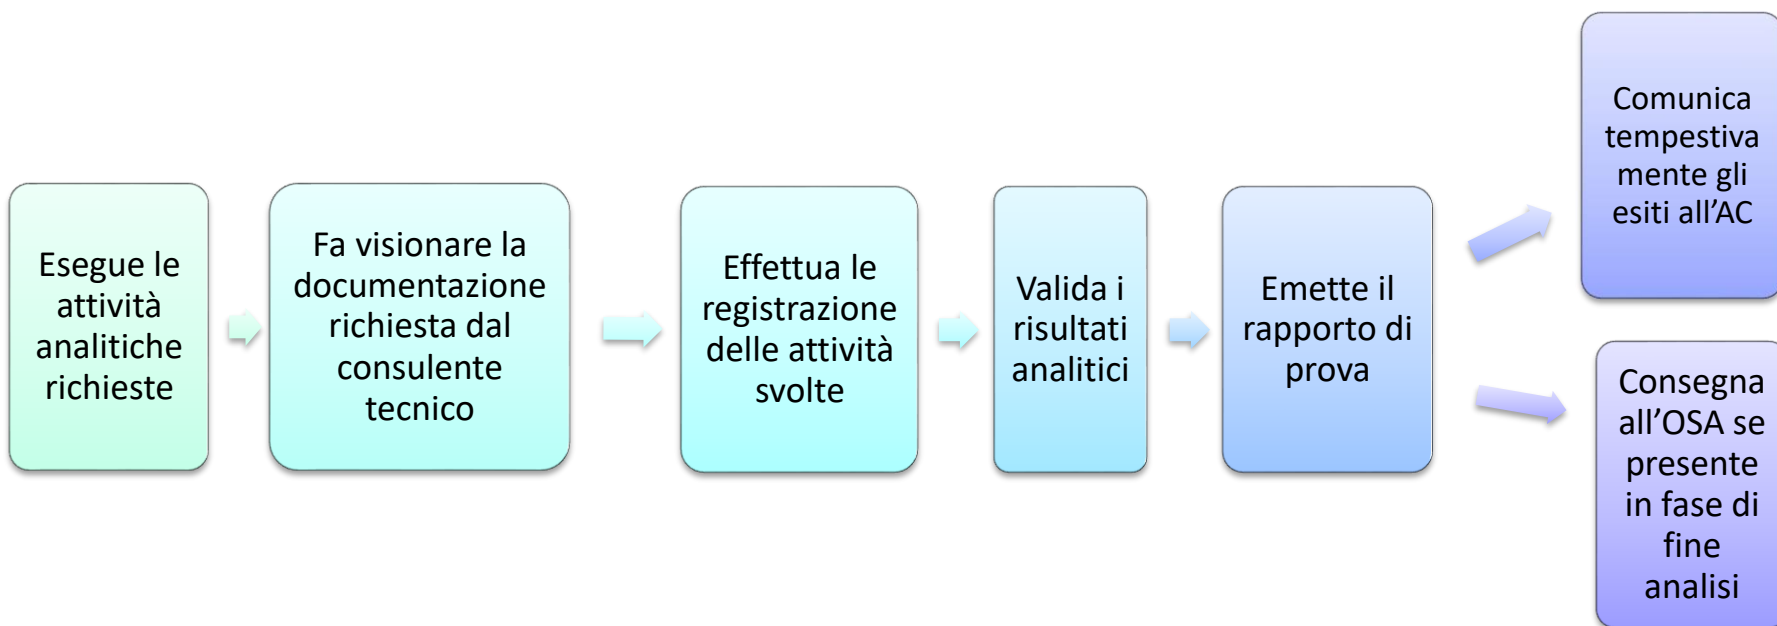 Esegue le
attività
analitiche
richieste
Fa visionare la
documentazione
richiesta dal
consulente
tecnico
Effettua le
registrazione
delle attività
svolte
Valida i
risultati
analitici
Emette il
rapporto di
prova
Comunica
tempestiva
mente gli
esiti all’AC
Consegna
all’OSA se
presente
in fase di
fine
analisi